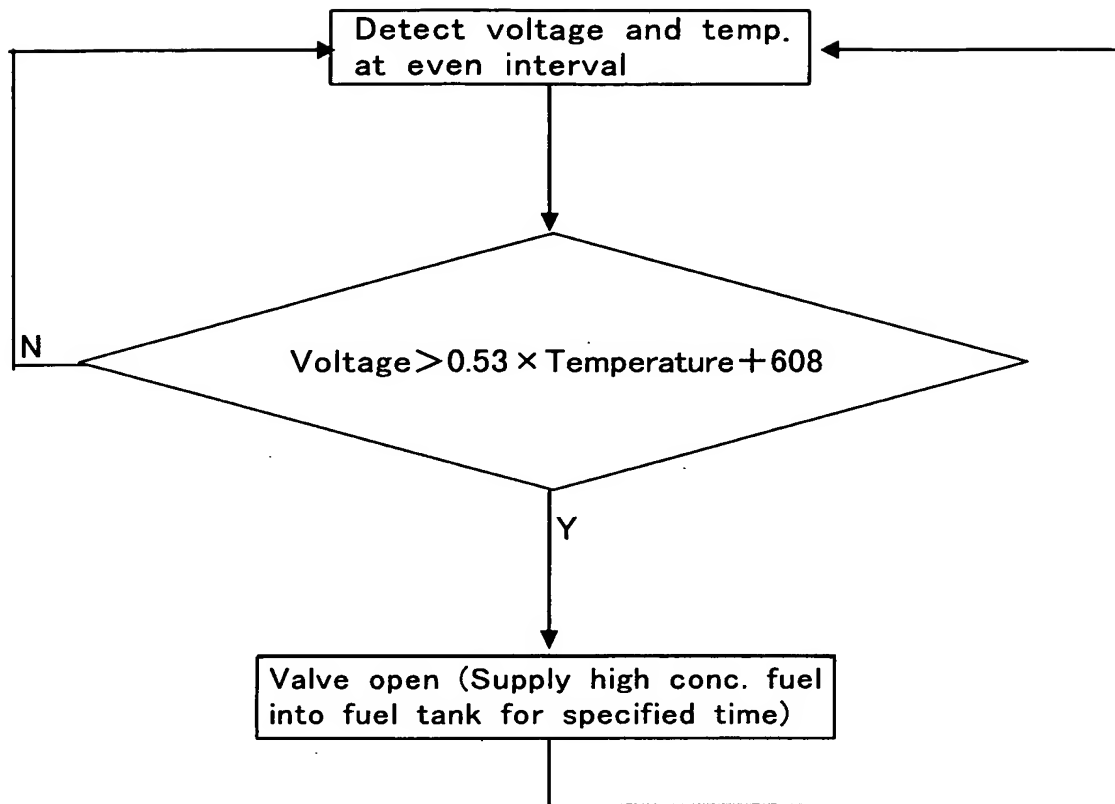 Detect voltage and temp.
at even interval
N
Voltage>0.53×Temperature+608
Y
Valve open (Supply high conc. fuel
into fuel tank for specified time)